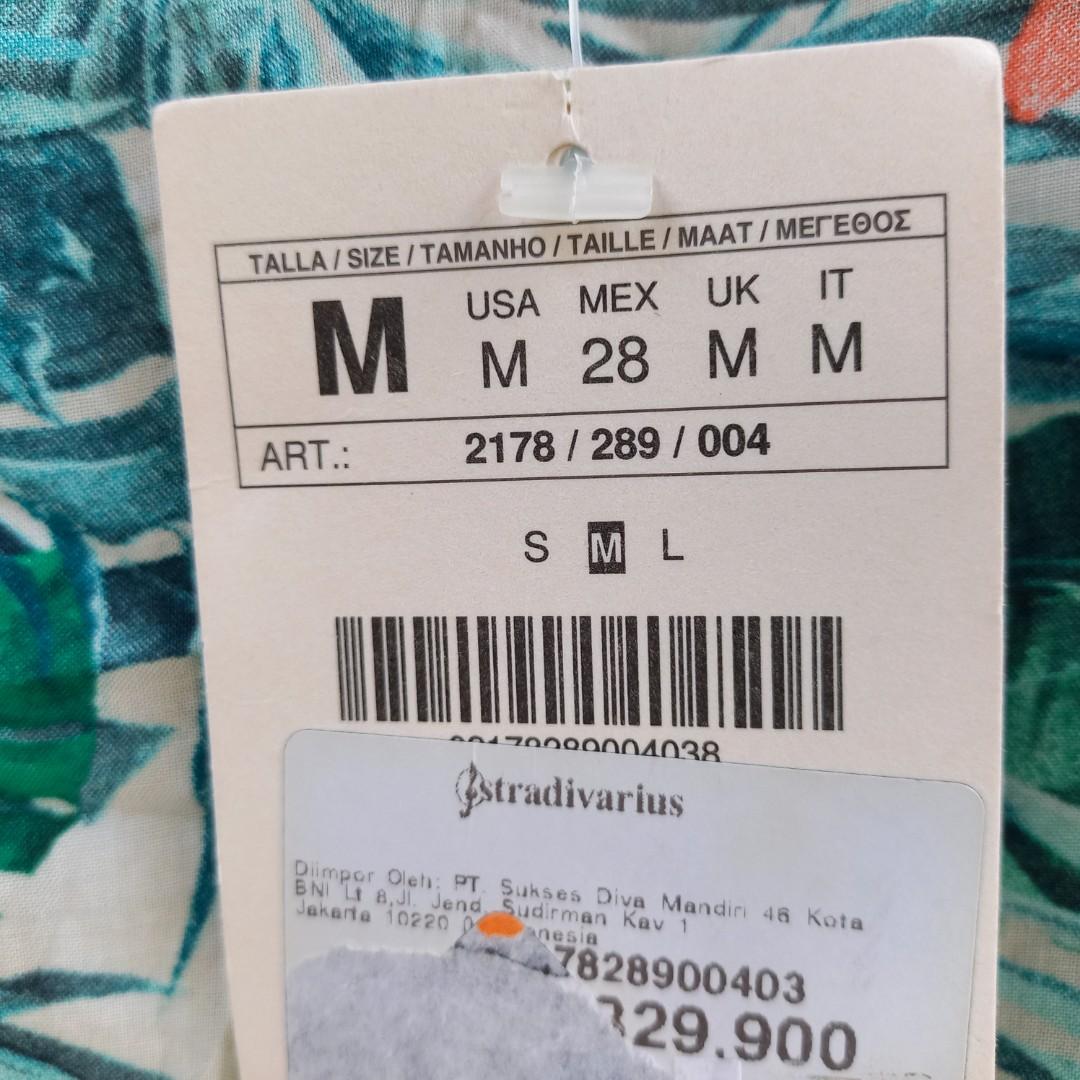 TALLA / SIZE / TAMANHO / TAILLE / MAAT / ΜΕΓΕΘΟΣ
USA MEX UK IT
M M 28 M M
ART.: 2178 / 289 / 004
S M L
02178289004038
stradivarius
Diimpor Oleh: PT. Sukses Diva Mandiri 46 Kota
BNI Lt 8,Jl. Jend. Sudirman Kav 1
Jakarta 10220
7828900403
329.900